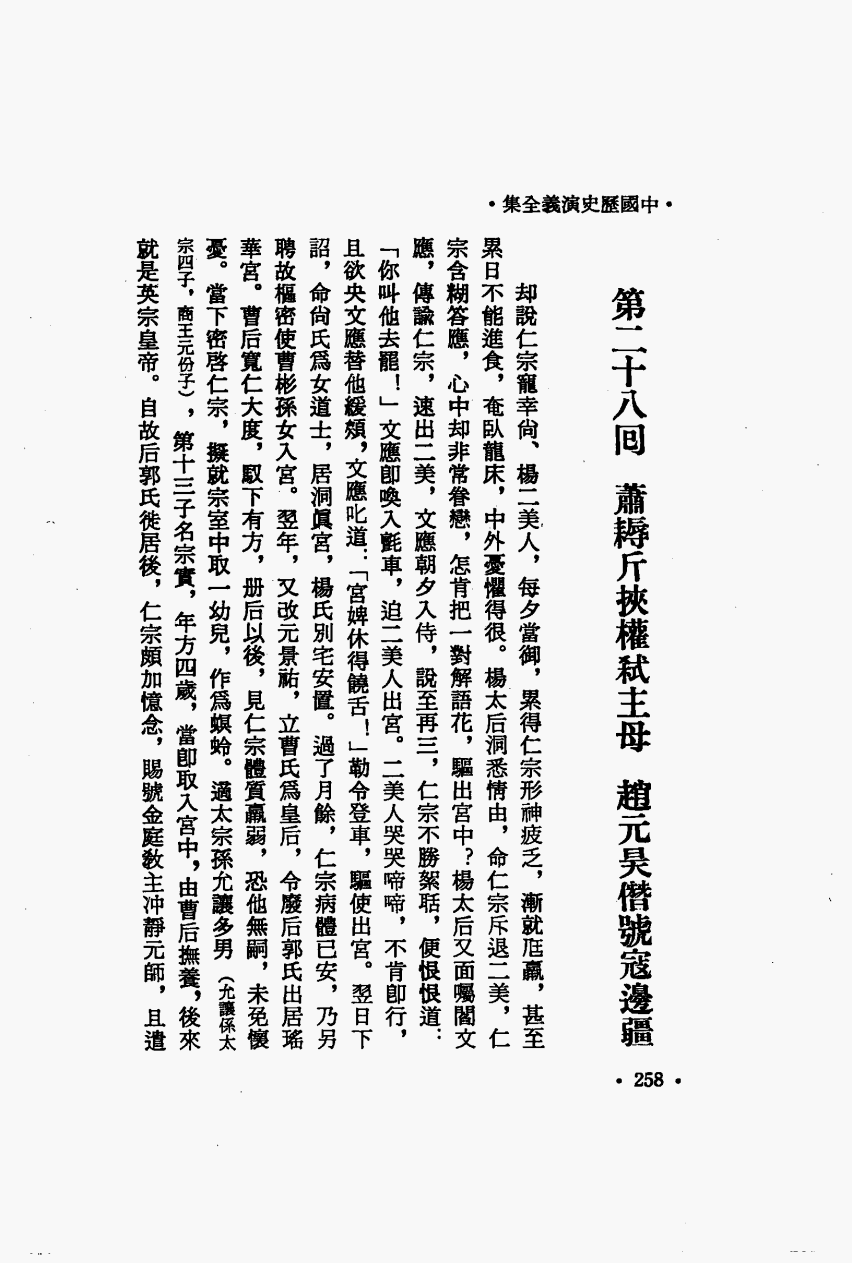 ·中國歷史演義全集·
第二十八回　蕭耨斤挾權弒主母　趙元昊僭號寇邊疆
却說仁宗寵幸尙、楊二美人，每夕當御，累得仁宗形神疲乏，漸就尪羸，甚至
累日不能進食，奄臥龍床，中外憂懼得很。楊太后洞悉情由，命仁宗斥退二美，仁
宗含糊答應，心中却非常眷戀，怎肯把一對解語花，驅出宮中？楊太后又面囑閻文
應，傳諭仁宗，速出二美，文應朝夕入侍，說至再三，仁宗不勝絮聒，便恨恨道：
「你叫他去罷！」文應卽喚入氈車，迫二美人出宮。二美人哭哭啼啼，不肯卽行，
且欲央文應替他緩頰，文應叱道：「宮婢休得饒舌！」勒令登車，驅使出宮。翌日下
詔，命尙氏爲女道士，居洞眞宮，楊氏別宅安置。過了月餘，仁宗病體已安，乃另
聘故樞密使曹彬孫女入宮。翌年，又改元景祐，立曹氏爲皇后，令廢后郭氏出居瑤
華宮。曹后寬仁大度，馭下有方，册后以後，見仁宗體質羸弱，恐他無嗣，未免懷
憂。當下密啓仁宗，擬就宗室中取一幼兒，作爲螟蛉。適太宗孫允讓多男（允讓係太
宗四子，商王元份子），第十三子名宗實，年方四歲，當卽取入宮中，由曹后撫養，後來
就是英宗皇帝。自故后郭氏徙居後，仁宗頗加憶念，賜號金庭敎主冲靜元師，且遣
·258·